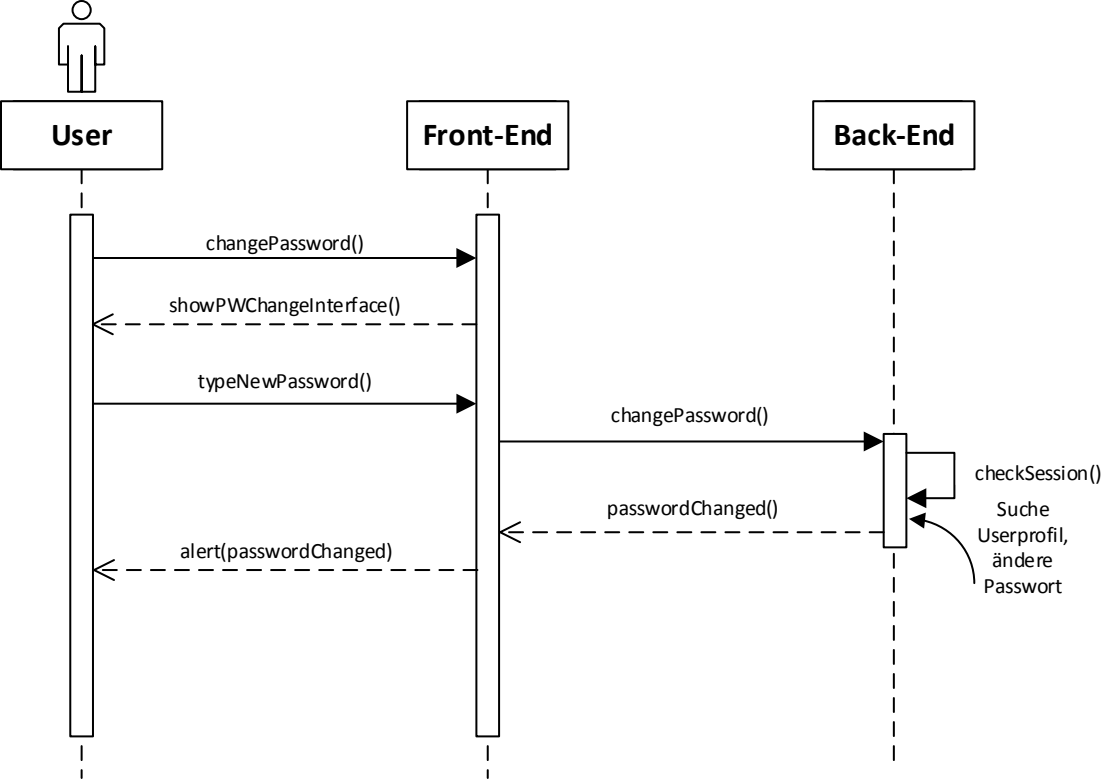 User
Front-End
Back-End
changePassword()
showPWChangeInterface()
typeNewPassword()
changePassword()
checkSession()
Suche
Userprofil,
ändere
Passwort
passwordChanged()
alert(passwordChanged)